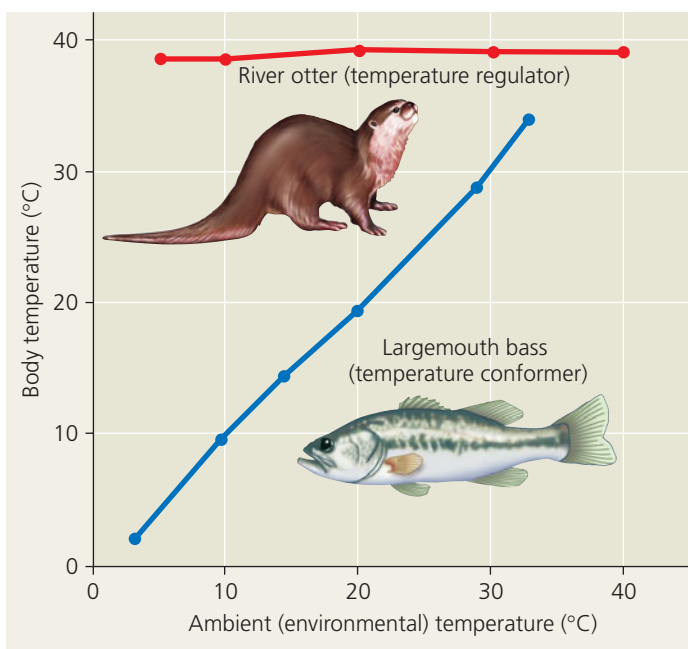 40
River otter (temperature regulator)
30
Body temperature (°C)
20
Largemouth bass
(temperature conformer)
10
0
0 10 20 30 40
Ambient (environmental) temperature (°C)